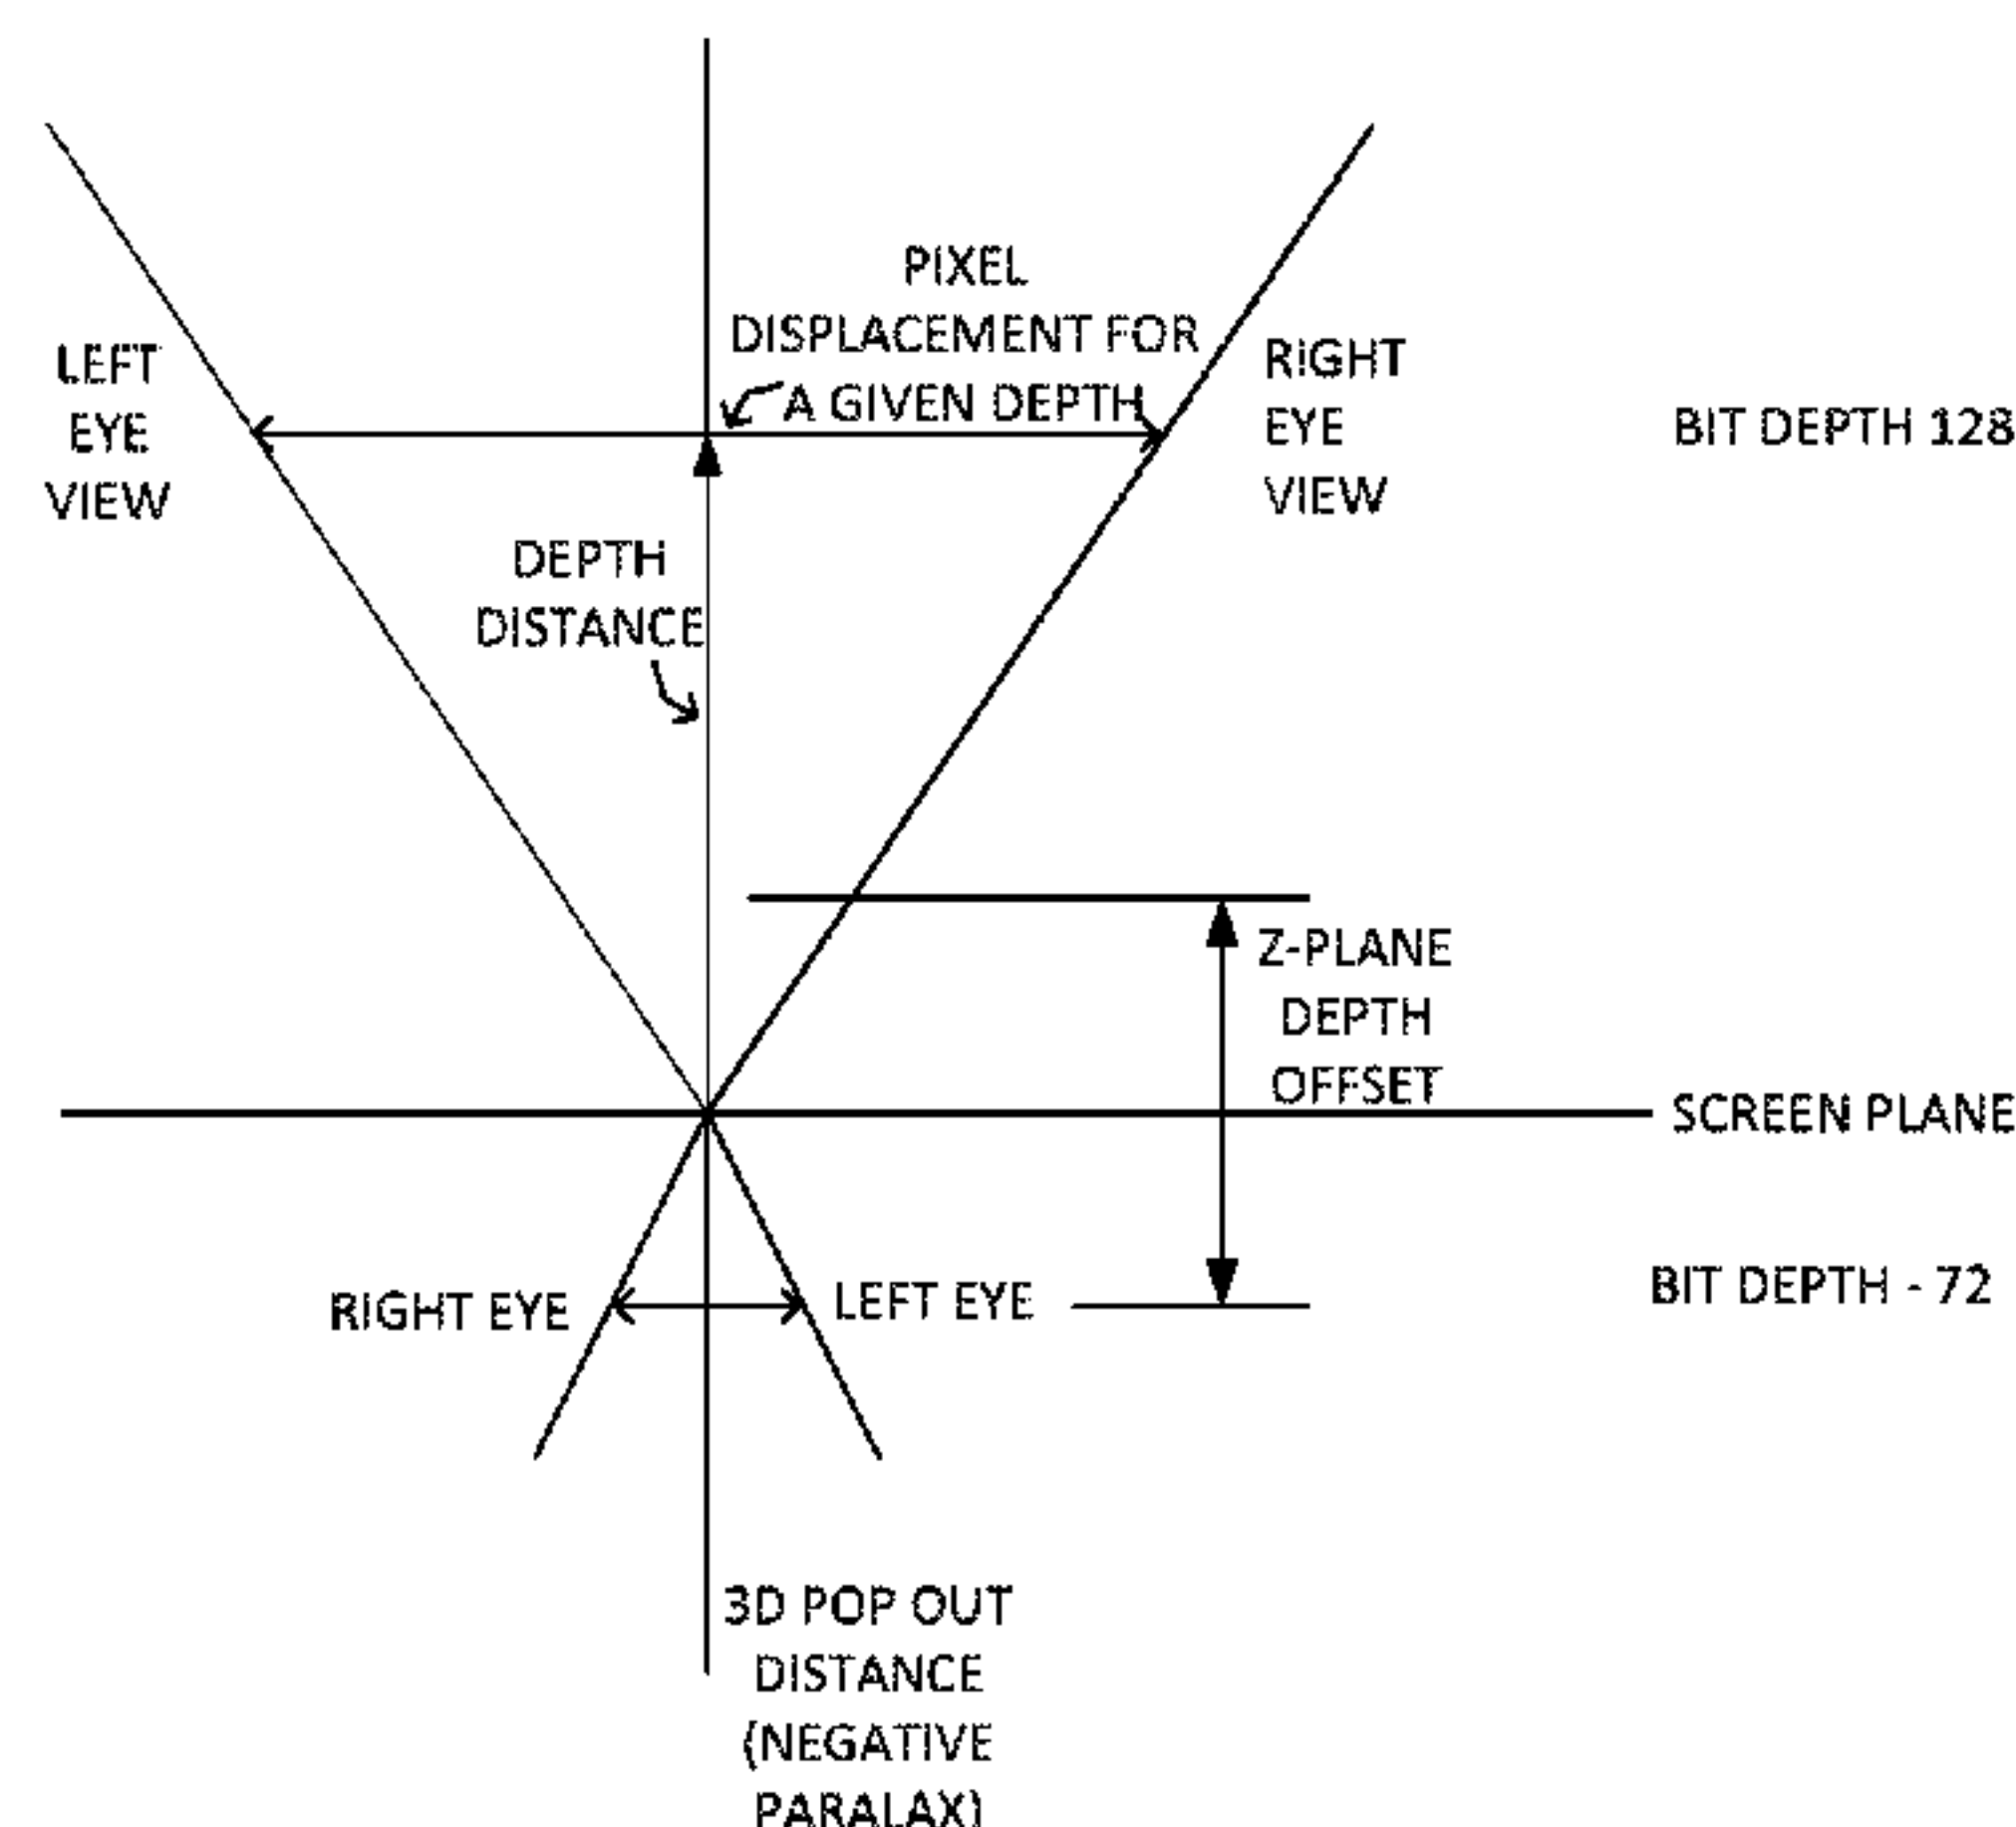 PIXEL
DISPLACEMENT FOR
A GIVEN DEPTH
LEFT
EYE
VIEW
RIGHT
EYE
VIEW
BIT DEPTH 128
DEPTH
DISTANCE
Z-PLANE
DEPTH
OFFSET
SCREEN PLANE
RIGHT EYE
LEFT EYE
BIT DEPTH - 72
3D POP OUT
DISTANCE
(NEGATIVE
PARALAX)